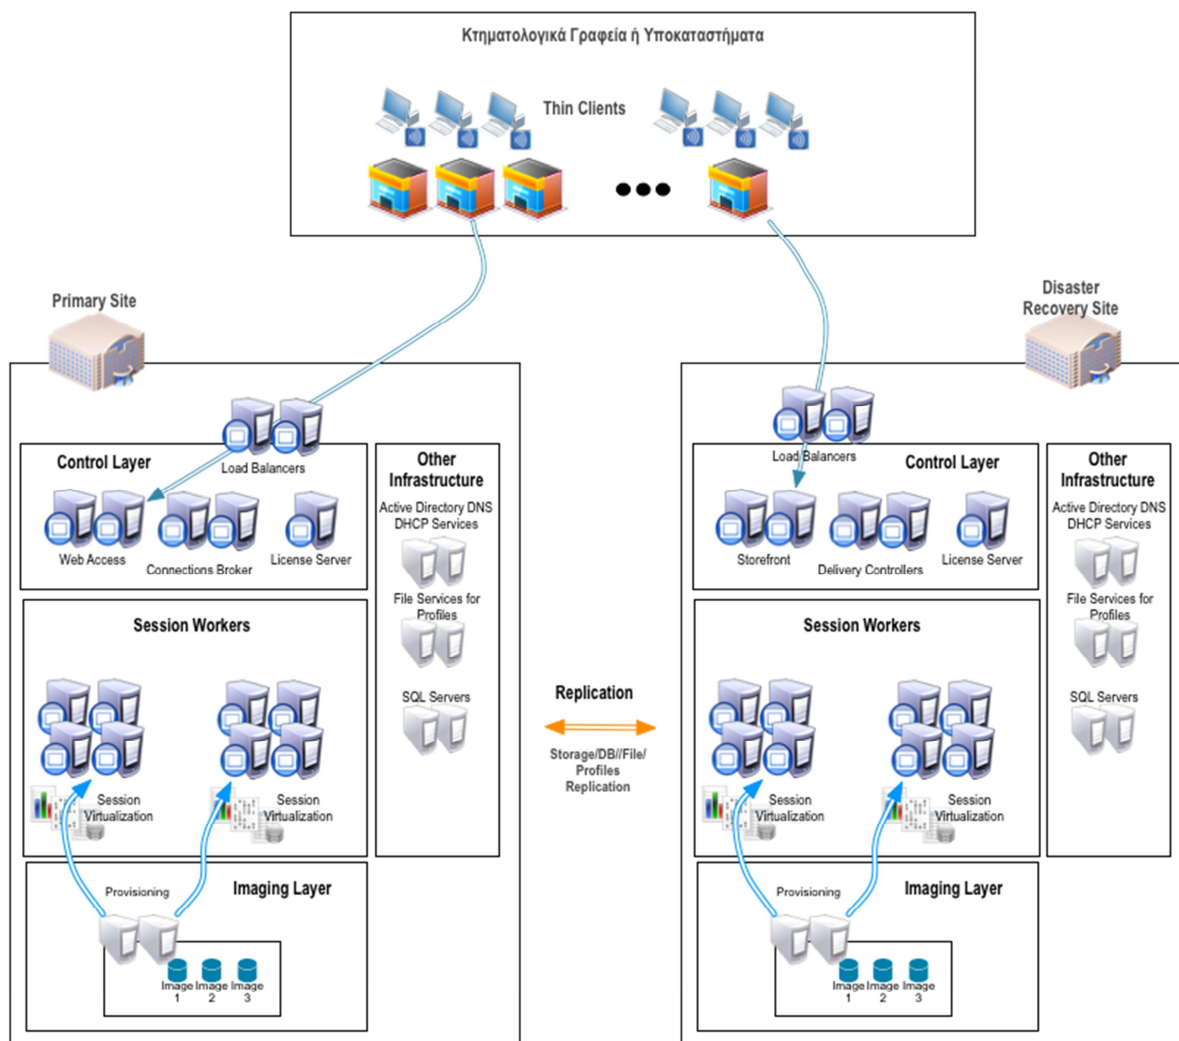 Κτηματολογικά Γραφεία ή Υποκαταστήματα
Thin Clients
Primary Site
Disaster
Recovery Site
Load Balancers
Control Layer
Web Access
Connections Broker
License Server
Other
Infrastructure
Active Directory DNS
DHCP Services
File Services for
Profiles
SQL Servers
Session Workers
Session
Virtualization
Session
Virtualization
Imaging Layer
Provisioning
Image
1
Image
2
Image
3
Replication
Storage/DB//File/
Profiles
Replication
Load Balancers
Control Layer
Storefront
Delivery Controllers
License Server
Other
Infrastructure
Active Directory DNS
DHCP Services
File Services for
Profiles
SQL Servers
Session Workers
Session
Virtualization
Session
Virtualization
Imaging Layer
Provisioning
Image
1
Image
2
Image
3